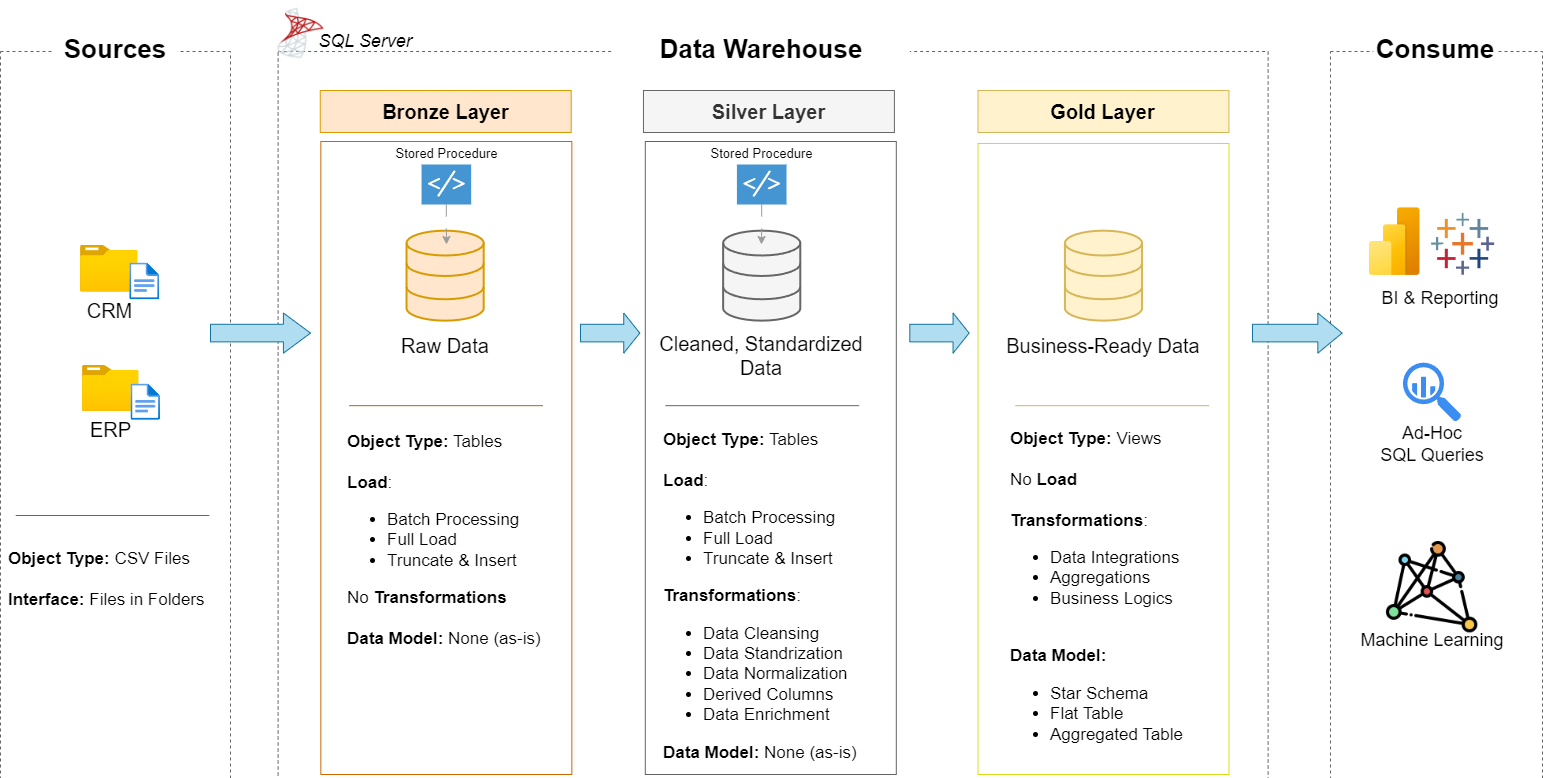 Sources
CRM
ERP
Object Type: CSV Files
Interface: Files in Folders
SQL Server
Data Warehouse
Bronze Layer
Stored Procedure
</>
Raw Data
Object Type: Tables
Load:
• Batch Processing
• Full Load
• Truncate & Insert
No Transformations
Data Model: None (as-is)
Silver Layer
Stored Procedure
</>
Cleaned, Standardized
Data
Object Type: Tables
Load:
• Batch Processing
• Full Load
• Truncate & Insert
Transformations:
• Data Cleansing
• Data Standrization
• Data Normalization
• Derived Columns
• Data Enrichment
Data Model: None (as-is)
Gold Layer
Business-Ready Data
Object Type: Views
No Load
Transformations:
• Data Integrations
• Aggregations
• Business Logics
Data Model:
• Star Schema
• Flat Table
• Aggregated Table
Consume
BI & Reporting
Ad-Hoc
SQL Queries
Machine Learning